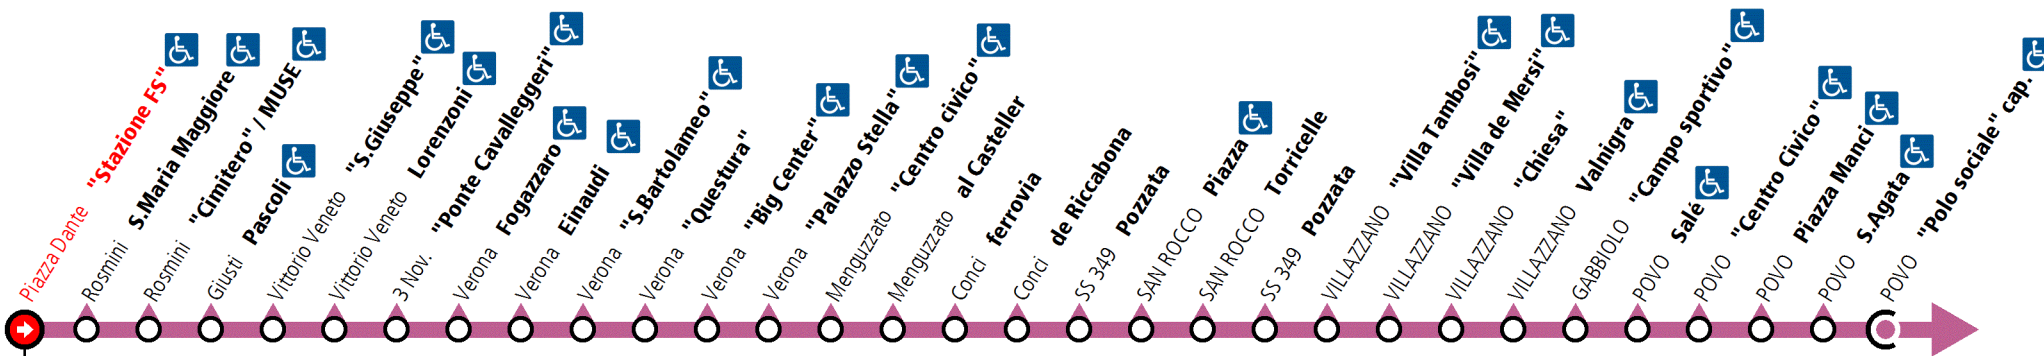 Piazza Dante "Stazione FS"
Rosmini S.Maria Maggiore
Rosmini "Cimitero" / MUSE
Giusti Pascoli
Vittorio Veneto "S.Giuseppe"
Vittorio Veneto Lorenzoni
3 Nov. "Ponte Cavalleggeri"
Verona Fogazzaro
Verona Einaudi
Verona "S.Bartolameo"
Verona "Questura"
Verona "Big Center"
Verona "Palazzo Stella"
Menguzzato "Centro civico"
Menguzzato al Casteller
Conci ferrovia
Conci de Riccabona
SS 349 Pozzata
SAN ROCCO Piazza
SAN ROCCO Torricelle
SS 349 Pozzata
VILLAZZANO "Villa Tambosi"
VILLAZZANO "Villa de Mersi"
VILLAZZANO "Chiesa"
VILLAZZANO Valnigra
GABBIOLO "Campo sportivo"
POVO Salé
POVO "Centro Civico"
POVO Piazza Manci
POVO S.Agata
POVO "Polo sociale" cap.